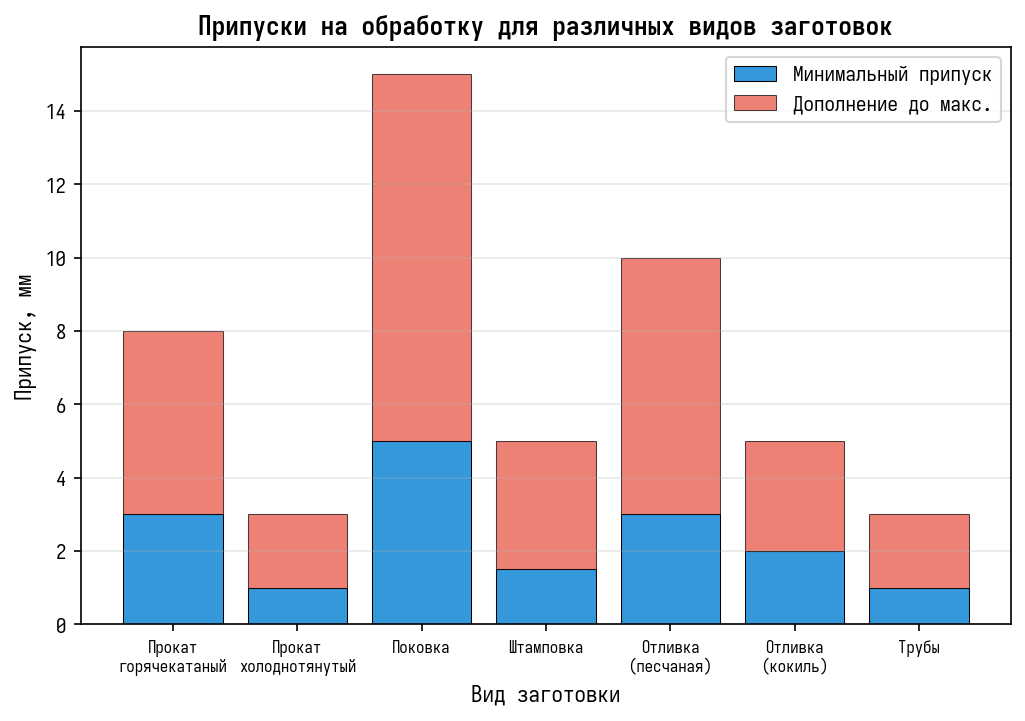 Припуски на обработку для различных видов заготовок
Минимальный припуск
Дополнение до макс.
Припуск, мм
14
12
10
8
6
4
2
0
Прокат
горячекатаный
Прокат
холоднотянутый
Поковка
Штамповка
Отливка
(песчаная)
Отливка
(кокиль)
Трубы
Вид заготовки